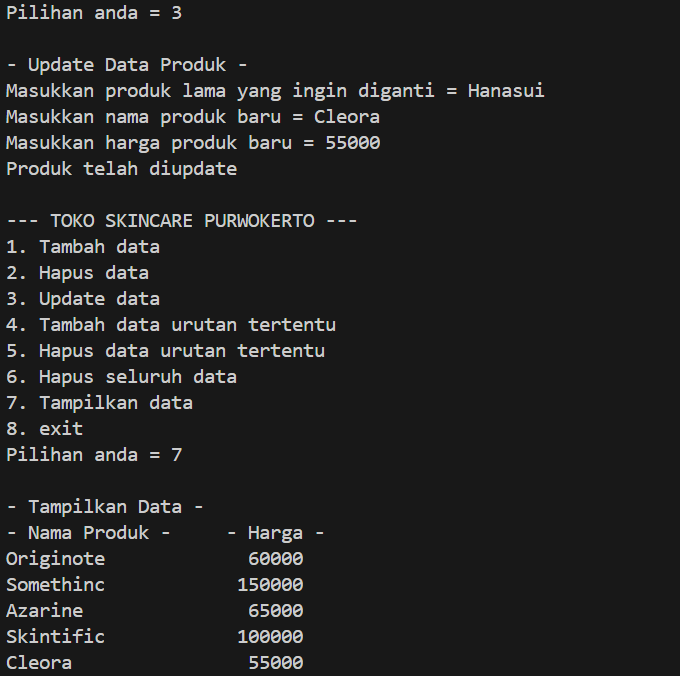 Pilihan anda = 3
- Update Data Produk -
Masukkan produk lama yang ingin diganti = Hanasui
Masukkan nama produk baru = Cleora
Masukkan harga produk baru = 55000
Produk telah diupdate
--- TOKO SKINCARE PURWOKERTO ---
1. Tambah data
2. Hapus data
3. Update data
4. Tambah data urutan tertentu
5. Hapus data urutan tertentu
6. Hapus seluruh data
7. Tampilkan data
8. exit
Pilihan anda = 7
- Tampilkan Data -
- Nama Produk -     - Harga -
Originote             60000
Somethinc            150000
Azarine               65000
Skintific            100000
Cleora                55000